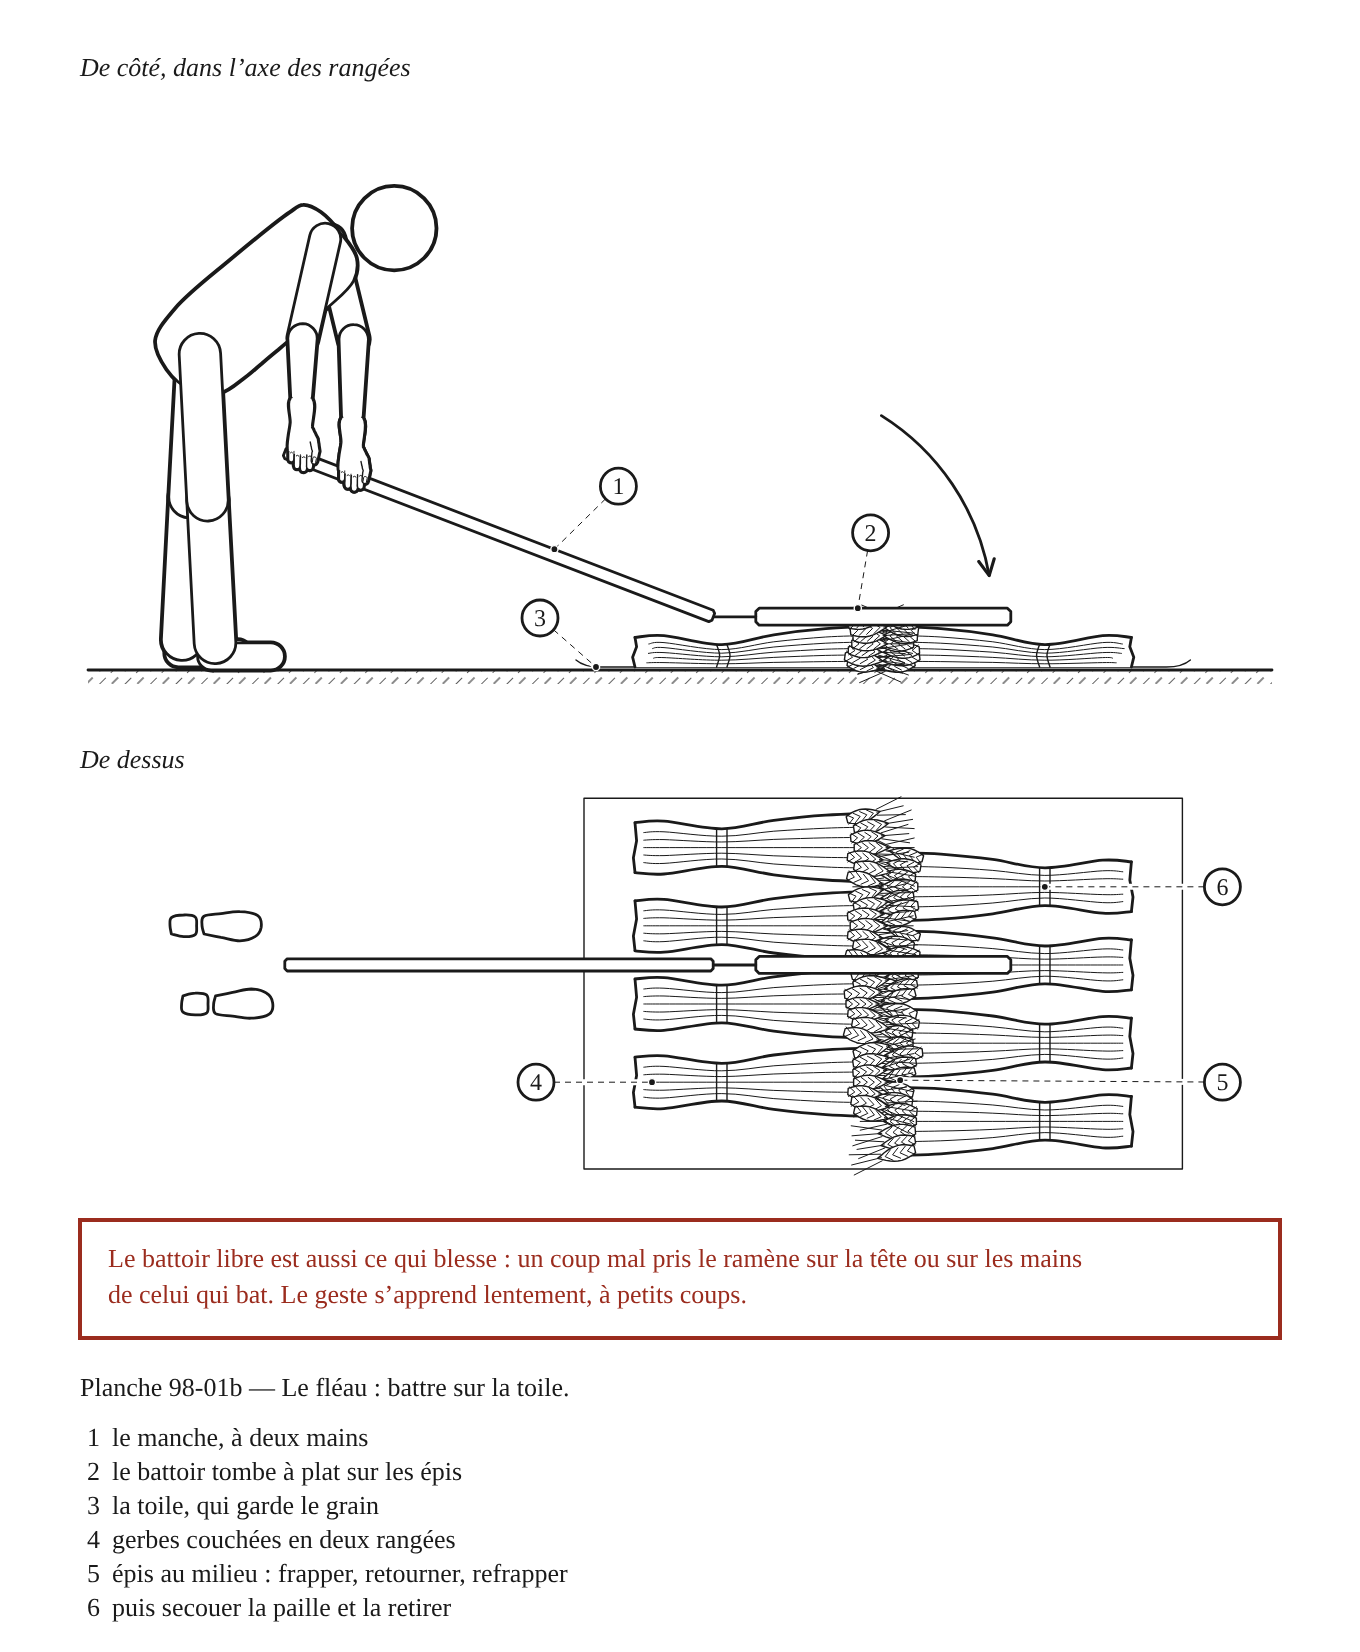 De côté, dans l’axe des rangées
1
2
3
De dessus
6
4
5
Le battoir libre est aussi ce qui blesse : un coup mal pris le ramène sur la tête ou sur les mains
de celui qui bat. Le geste s’apprend lentement, à petits coups.
Planche 98-01b — Le fléau : battre sur la toile.
1 le manche, à deux mains
2 le battoir tombe à plat sur les épis
3 la toile, qui garde le grain
4 gerbes couchées en deux rangées
5 épis au milieu : frapper, retourner, refrapper
6 puis secouer la paille et la retirer